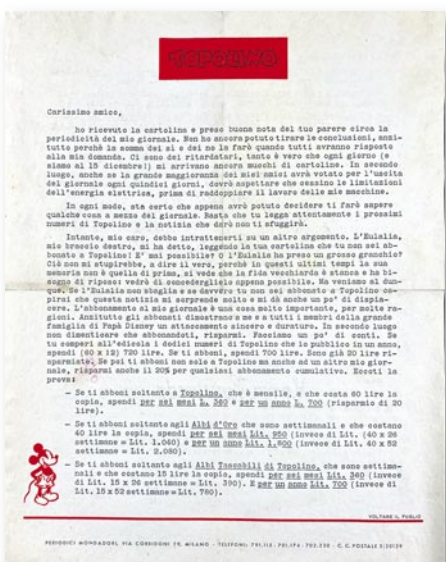 TOPOLINO
Carissimo amico,
ho ricevuto la cartolina e preso buona nota del tuo parere circa la
periodicità del mio giornale. Non ho ancora potuto tirare le conclusioni, anzi-
tutto perchè la somma dei sì e dei no la farò quando tutti avranno risposto
alla mia domanda. Ci sono dei ritardatari, tanto è vero che ogni giorno (e
siamo al 15 dicembre!) mi arrivano ancora mucchi di cartoline. In secondo
luogo, anche se la grande maggioranza dei miei amici avrà votato per l'uscita
del giornale ogni quindici giorni, dovrò aspettare che cessino le limitazioni
dell'energia elettrica, prima di raddoppiare il lavoro delle mie macchine.
In ogni modo, sta certo che appena avrò potuto decidere ti farò sapere
qualche cosa a mezzo del giornale. Basta che tu legga attentamente i prossimi
numeri di Topolino e la notizia che darò non ti sfuggirà.
Intanto, mio caro, debbo intrattenerti su un altro argomento. L'Eulalia,
mio braccio destro, mi ha detto, leggendo la tua cartolina che tu non sei ab-
bonato a Topolino! E' mai possibile? O l'Eulalia ha preso un grosso granchio?
Ciò non mi stupirebbe, a dire il vero, perchè in questi ultimi tempi la sua
memoria non è quella di prima, si vede che la fida vecchiarda è stanca e ha bi-
sogno di riposo: vedrò di concederglielo appena possibile. Ma veniamo al dun-
que. Se l'Eulalia non sbaglia e se davvero tu non sei abbonato a Topolino ca-
pirai che questa notizia mi sorprende molto e mi dà anche un po' di dispia-
cere. L'abbonamento al mio giornale è una cosa molto importante, per molte ra-
gioni. Anzitutto gli abbonati dimostrano a me e a tutti i membri della grande
famiglia di Papà Disney un attaccamento sincero e duraturo. In secondo luogo
non dimenticare che abbonandoti, risparmi. Facciamo un po' di conti. Se
tu comperi all'edicola i dodici numeri di Topolino che io pubblico in un anno,
spendi (60 x 12) 720 lire. Se ti abboni, spendi 700 lire. Sono già 20 lire ri-
sparmiate. Se poi ti abboni non solo a Topolino ma anche ad un altro mio gior-
nale, risparmi anche il 20% per qualsiasi abbonamento cumulativo. Eccoti la
prova:
— Se ti abboni soltanto a Topolino, che è mensile, e che costa 60 lire la
copia, spendi per sei mesi L. 360 e per un anno L. 700 (risparmio di 20
lire).
— Se ti abboni soltanto agli Albi d'Oro che sono settimanali e che costano
40 lire la copia, spendi per sei mesi Lit. 950 (invece di Lit. (40 x 26
settimane = Lit. 1.040) e per un anno Lit. 1.800 (invece di Lit. 40 x 52
settimane = Lit. 2.080).
— Se ti abboni soltanto agli Albi Tascabili di Topolino, che sono settima-
nali e che costano 15 lire la copia, spendi per sei mesi Lit. 360 (invece
di Lit. 15 x 26 settimane = Lit. 390). E per un anno Lit. 700 (invece di
Lit. 15 x 52 settimane = Lit. 780).
VOLTARE IL FOGLIO
PERIODICI MONDADORI, VIA CORRIDONI 39, MILANO - TELEFONI: